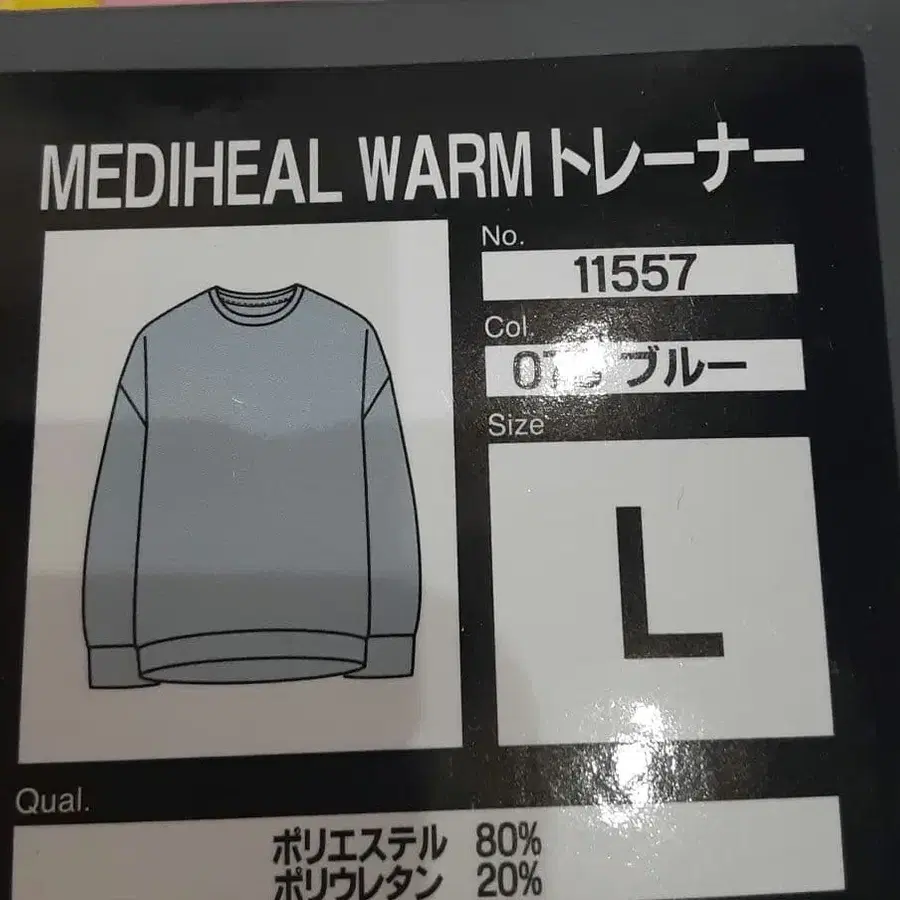 MEDIHEAL WARM トレーナー
No.
11557
Col.
ブルー
Size
L
Qual.
ポリエステル 80%
ポリウレタン 20%